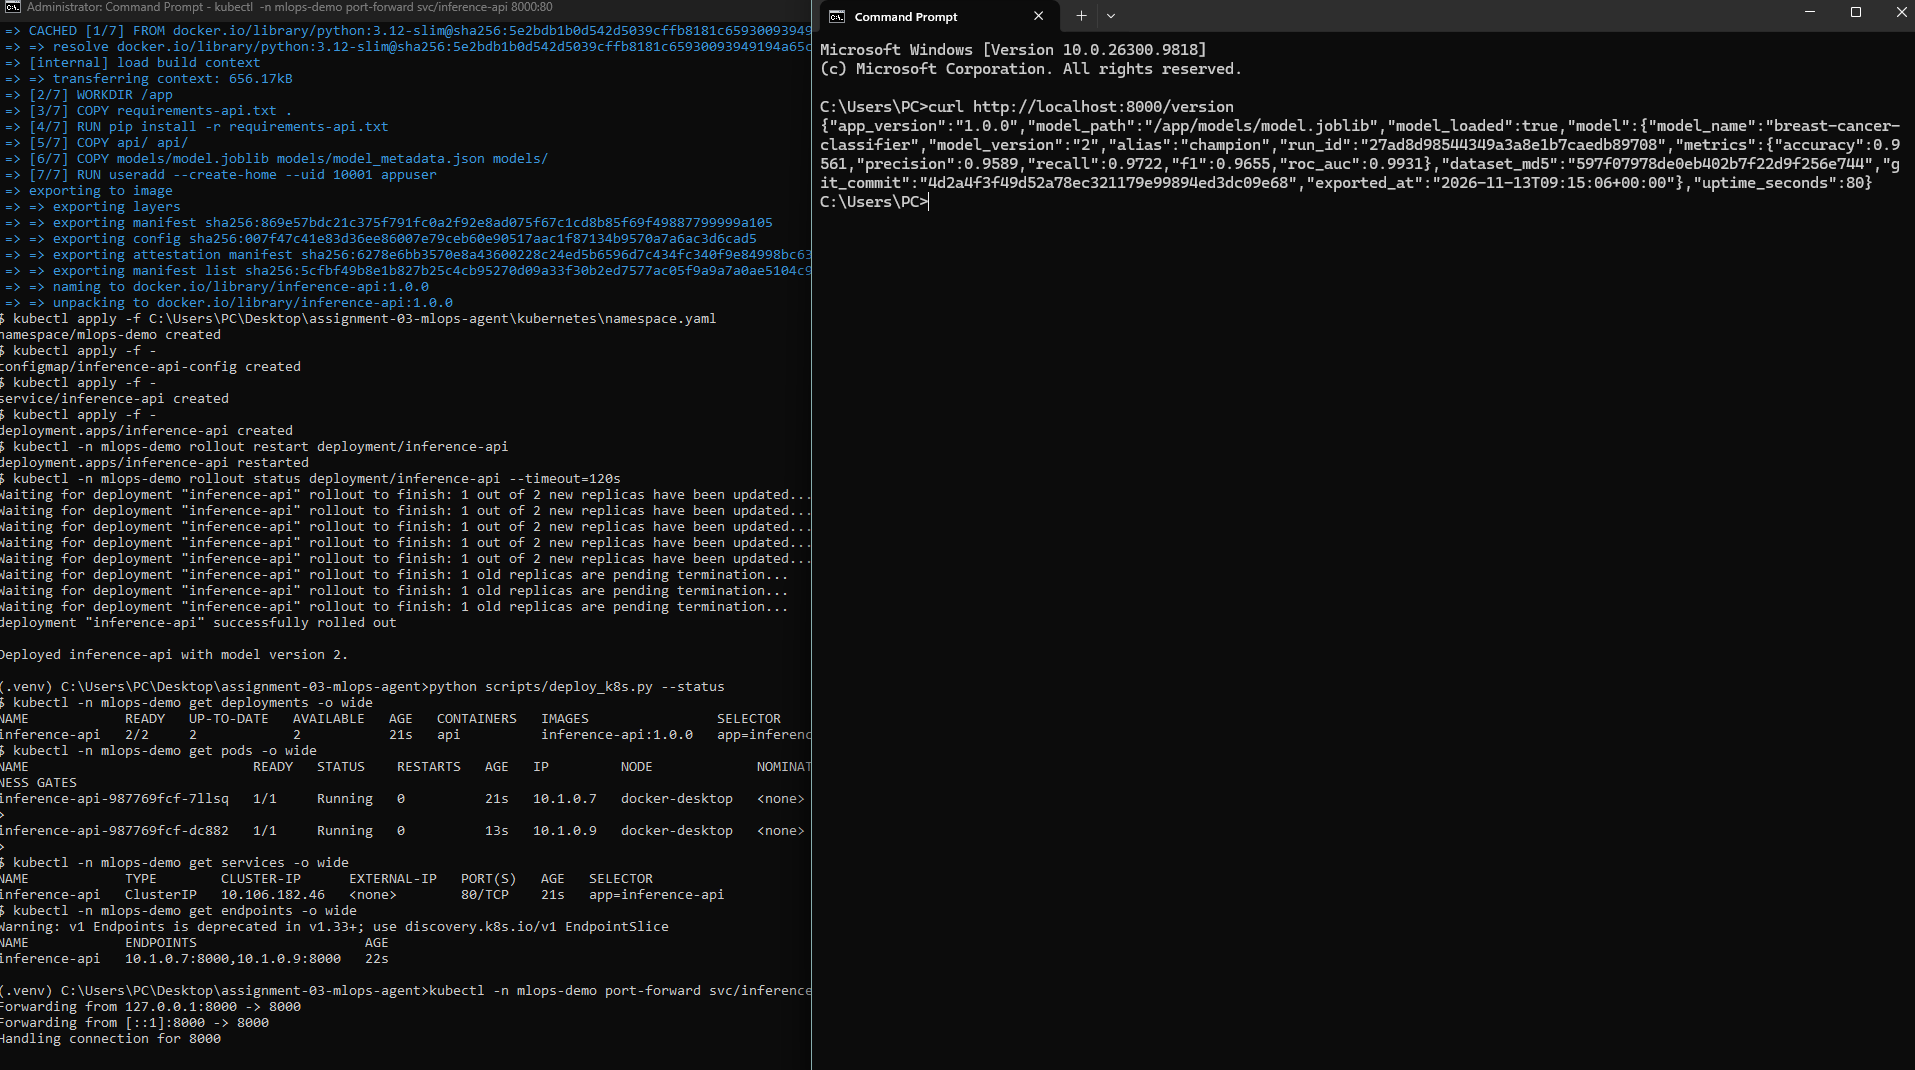 Administrator: Command Prompt - kubectl -n mlops-demo port-forward svc/inference-api 8000:80
=> CACHED [1/7] FROM docker.io/library/python:3.12-slim@sha256:5e2bdb1b0d542d5039cffb8181c65930093949
=> => resolve docker.io/library/python:3.12-slim@sha256:5e2bdb1b0d542d5039cffb8181c65930093949194a65c
=> [internal] load build context
=> => transferring context: 656.17kB
=> [2/7] WORKDIR /app
=> [3/7] COPY requirements-api.txt .
=> [4/7] RUN pip install -r requirements-api.txt
=> [5/7] COPY api/ api/
=> [6/7] COPY models/model.joblib models/model_metadata.json models/
=> [7/7] RUN useradd --create-home --uid 10001 appuser
=> exporting to image
=> => exporting layers
=> => exporting manifest sha256:869e57bdc21c375f791fc0a2f92e8ad075f67c1cd8b85f69f49887799999a105
=> => exporting config sha256:007f47c41e83d36ee86007e79ceb60e90517aac1f87134b9570a7a6ac3d6cad5
=> => exporting attestation manifest sha256:6278e6bb3570e8a43600228c24ed5b6596d7c434fc340f9e84998bc63
=> => exporting manifest list sha256:5cfbf49b8e1b827b25c4cb95270d09a33f30b2ed7577ac05f9a9a7a0ae5104c9
=> => naming to docker.io/library/inference-api:1.0.0
=> => unpacking to docker.io/library/inference-api:1.0.0
$ kubectl apply -f C:\Users\PC\Desktop\assignment-03-mlops-agent\kubernetes\namespace.yaml
namespace/mlops-demo created
$ kubectl apply -f -
configmap/inference-api-config created
$ kubectl apply -f -
service/inference-api created
$ kubectl apply -f -
deployment.apps/inference-api created
$ kubectl -n mlops-demo rollout restart deployment/inference-api
deployment.apps/inference-api restarted
$ kubectl -n mlops-demo rollout status deployment/inference-api --timeout=120s
Waiting for deployment "inference-api" rollout to finish: 1 out of 2 new replicas have been updated...
Waiting for deployment "inference-api" rollout to finish: 1 out of 2 new replicas have been updated...
Waiting for deployment "inference-api" rollout to finish: 1 out of 2 new replicas have been updated...
Waiting for deployment "inference-api" rollout to finish: 1 out of 2 new replicas have been updated...
Waiting for deployment "inference-api" rollout to finish: 1 out of 2 new replicas have been updated...
Waiting for deployment "inference-api" rollout to finish: 1 old replicas are pending termination...
Waiting for deployment "inference-api" rollout to finish: 1 old replicas are pending termination...
Waiting for deployment "inference-api" rollout to finish: 1 old replicas are pending termination...
deployment "inference-api" successfully rolled out
Deployed inference-api with model version 2.
(.venv) C:\Users\PC\Desktop\assignment-03-mlops-agent>python scripts/deploy_k8s.py --status
$ kubectl -n mlops-demo get deployments -o wide
NAME READY UP-TO-DATE AVAILABLE AGE CONTAINERS IMAGES SELECTOR
inference-api 2/2 2 2 21s api inference-api:1.0.0 app=inferenc
$ kubectl -n mlops-demo get pods -o wide
NAME READY STATUS RESTARTS AGE IP NODE NOMINAT
NESS GATES
inference-api-987769fcf-7llsq 1/1 Running 0 21s 10.1.0.7 docker-desktop <none>
>
inference-api-987769fcf-dc882 1/1 Running 0 13s 10.1.0.9 docker-desktop <none>
>
$ kubectl -n mlops-demo get services -o wide
NAME TYPE CLUSTER-IP EXTERNAL-IP PORT(S) AGE SELECTOR
inference-api ClusterIP 10.106.182.46 <none> 80/TCP 21s app=inference-api
$ kubectl -n mlops-demo get endpoints -o wide
Warning: v1 Endpoints is deprecated in v1.33+; use discovery.k8s.io/v1 EndpointSlice
NAME ENDPOINTS AGE
inference-api 10.1.0.7:8000,10.1.0.9:8000 22s
(.venv) C:\Users\PC\Desktop\assignment-03-mlops-agent>kubectl -n mlops-demo port-forward svc/inference
Forwarding from 127.0.0.1:8000 -> 8000
Forwarding from [::1]:8000 -> 8000
Handling connection for 8000
Command Prompt
Microsoft Windows [Version 10.0.26300.9818]
(c) Microsoft Corporation. All rights reserved.
C:\Users\PC>curl http://localhost:8000/version
{"app_version":"1.0.0","model_path":"/app/models/model.joblib","model_loaded":true,"model":{"model_name":"breast-cancer-
classifier","model_version":"2","alias":"champion","run_id":"27ad8d98544349a3a8e1b7caedb89708","metrics":{"accuracy":0.9
561,"precision":0.9589,"recall":0.9722,"f1":0.9655,"roc_auc":0.9931},"dataset_md5":"597f07978de0eb402b7f22d9f256e744","g
it_commit":"4d2a4f3f49d52a78ec321179e99894ed3dc09e68","exported_at":"2026-11-13T09:15:06+00:00"},"uptime_seconds":80}
C:\Users\PC>